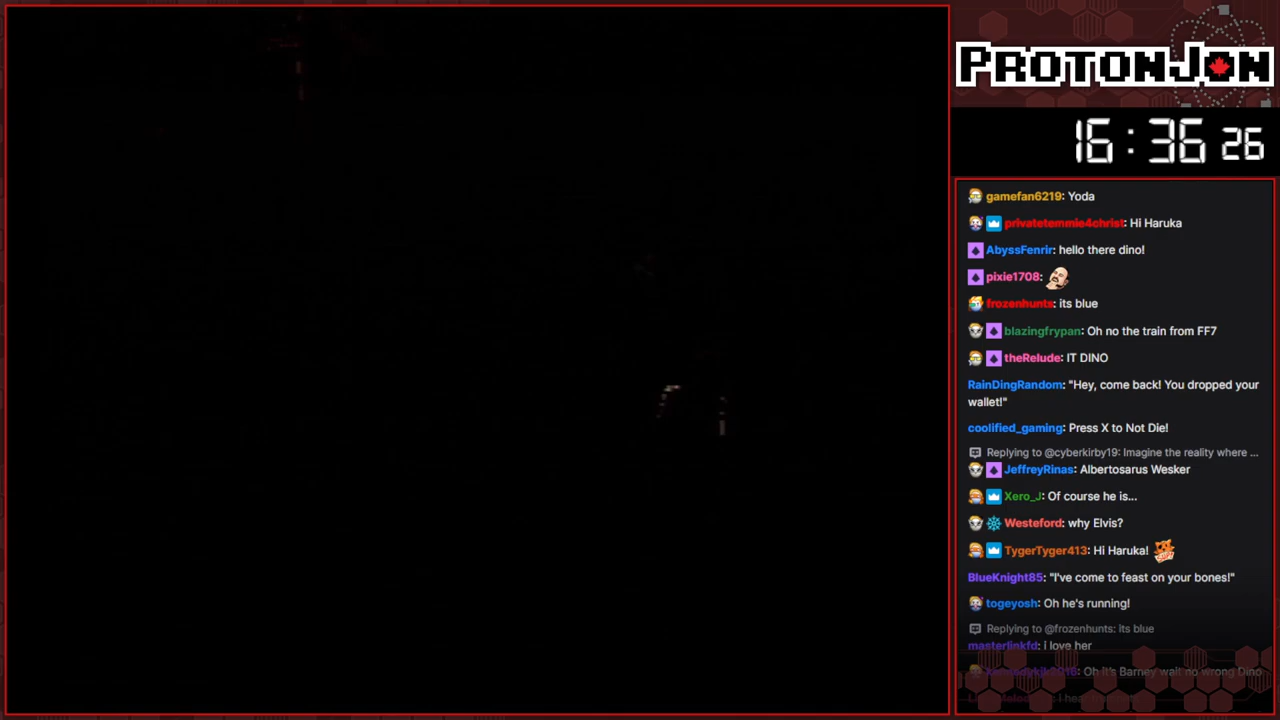 PROTONJON
16:36 26
gamefan6219: Yoda
privatetemmie4christ: Hi Haruka
AbyssFenrir: hello there dino!
pixie1708:
frozenhunts: its blue
blazingfrypan: Oh no the train from FF7
theRelude: IT DINO
RainDingRandom: "Hey, come back! You dropped your
wallet!"
coolified_gaming: Press X to Not Die!
Replying to @cyberkirby19: Imagine the reality where ...
JeffreyRinas: Albertosarus Wesker
Xero_J: Of course he is...
Westeford: why Elvis?
TygerTyger413: Hi Haruka!
BlueKnight85: "I've come to feast on your bones!"
togeyosh: Oh he's running!
Replying to @frozenhunts: its blue
masterlinkfd: i love her
Oh it's Barney wait no wrong Dino